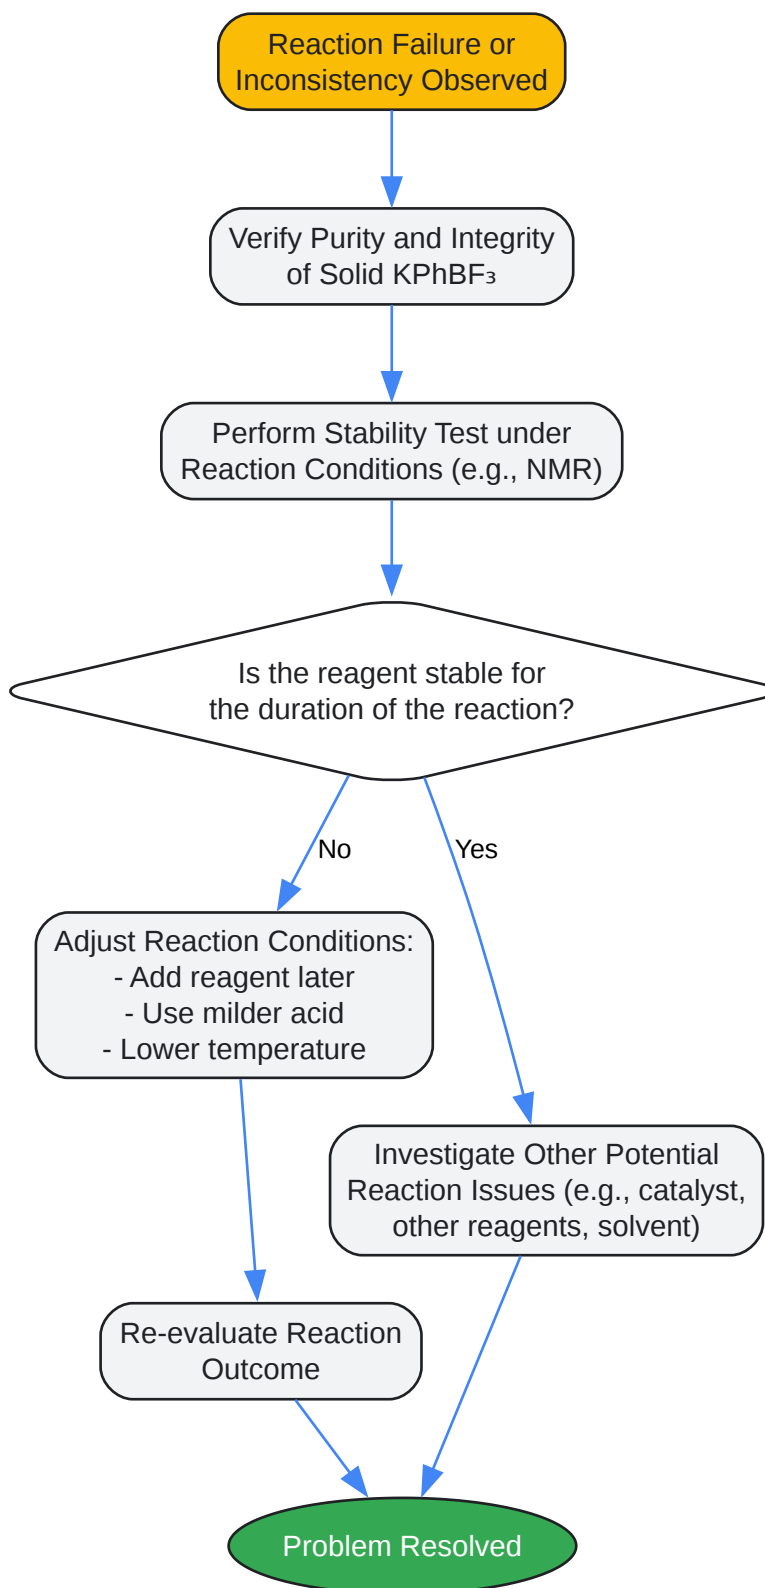 Reaction Failure or
Inconsistency Observed
Verify Purity and Integrity
of Solid KPhBF₃
Perform Stability Test under
Reaction Conditions (e.g., NMR)
Is the reagent stable for
the duration of the reaction?
No
Yes
Adjust Reaction Conditions:
- Add reagent later
- Use milder acid
- Lower temperature
Investigate Other Potential
Reaction Issues (e.g., catalyst,
other reagents, solvent)
Re-evaluate Reaction
Outcome
Problem Resolved